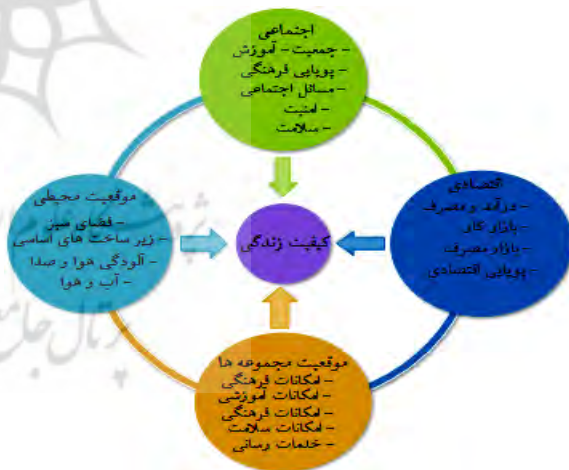 اجتماعی
- جمعیت - آموزش
- پویایی فرهنگی
- مسائل اجتماعی
- امنیت
- سلامت
اقتصادی
- درآمد و مصرف
- بازار کار
- بازار مصرف
- پویایی اقتصادی
کیفیت زندگی
موقعیت محیطی
- فضای سبز
- زیر ساخت های اساسی
- آلودگی هوا و صدا
- آب و هوا
موقعیت مجموعه ها
- امکانات فرهنگی
- امکانات آموزشی
- امکانات فرهنگی
- امکانات سلامت
- خدمات رسانی